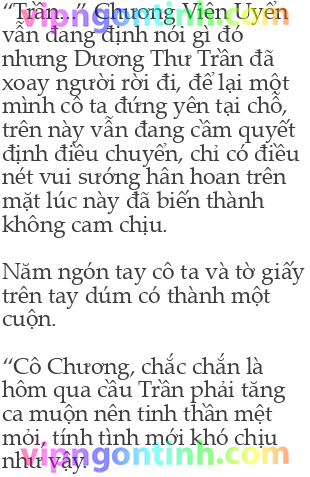 “Trần...” Chương Viên Uyển
vẫn đang định nói gì đó
nhưng Dương Thư Trần đã
xoay người rời đi, để lại một
mình cô ta đứng yên tại chỗ,
trên này vẫn đang cầm quyết
định điều chuyển, chỉ có điều
nét vui sướng hân hoan trên
mặt lúc này đã biến thành
không cam chịu.
Năm ngón tay cô ta và tờ giấy
trên tay dúm có thành một
cuộn.
“Cô Chương, chắc chắn là
hôm qua cầu Trần phải tăng
ca muộn nên tinh thần mệt
mỏi, tính tình mới khó chịu
như vậy.
vipngontinh.com
vipngontinh.com